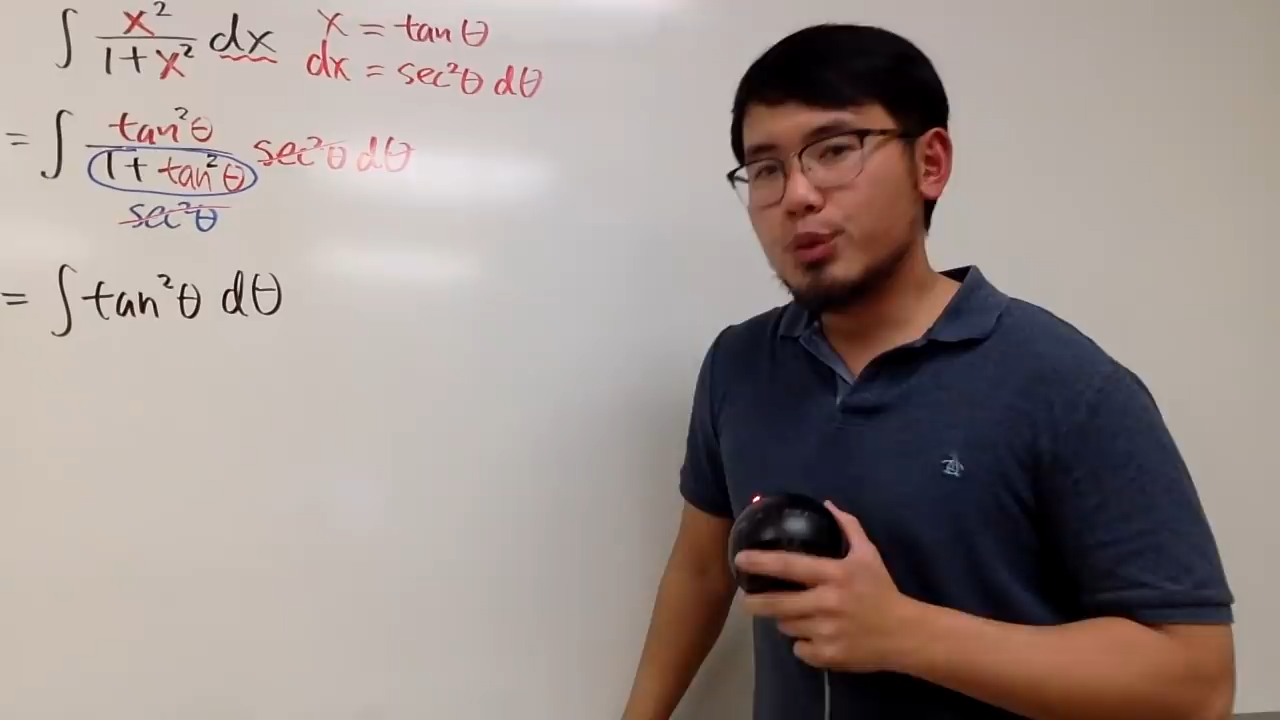 ∫ x²/(1+x²) dx   x = tan θ
dx = sec²θ dθ
= ∫ tan²θ/(1+tan²θ) sec²θ dθ
sec²θ
= ∫ tan²θ dθ